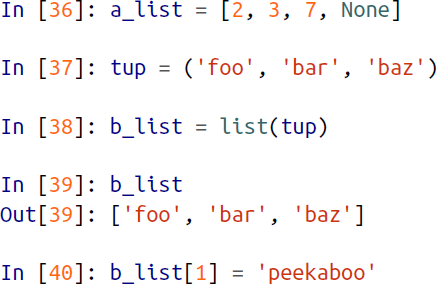 In [36]: a_list = [2, 3, 7, None]
In [37]: tup = ('foo', 'bar', 'baz')
In [38]: b_list = list(tup)
In [39]: b_list
Out[39]: ['foo', 'bar', 'baz']
In [40]: b_list[1] = 'peekaboo'